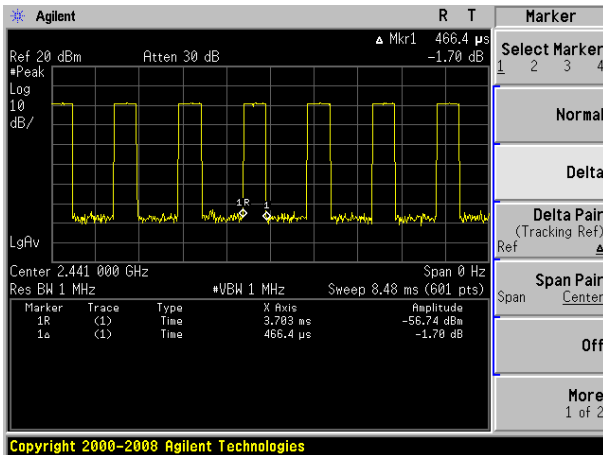 Agilent R T
Δ Mkr1 466.4 µs
Ref 20 dBm Atten 30 dB -1.70 dB
#Peak
Log
10
dB/
1R 1
LgAv
Center 2.441 000 GHz Span 0 Hz
Res BW 1 MHz #VBW 1 MHz Sweep 8.48 ms (601 pts)
Marker Trace Type X Axis Amplitude
1R (1) Time 3.703 ms -56.74 dBm
1Δ (1) Time 466.4 µs -1.70 dB
Copyright 2000-2008 Agilent Technologies
Marker
Select Marker
1 2 3 4
Normal
Delta
Delta Pair
(Tracking Ref)
Ref Δ
Span Pair
Span Center
Off
More
1 of 2